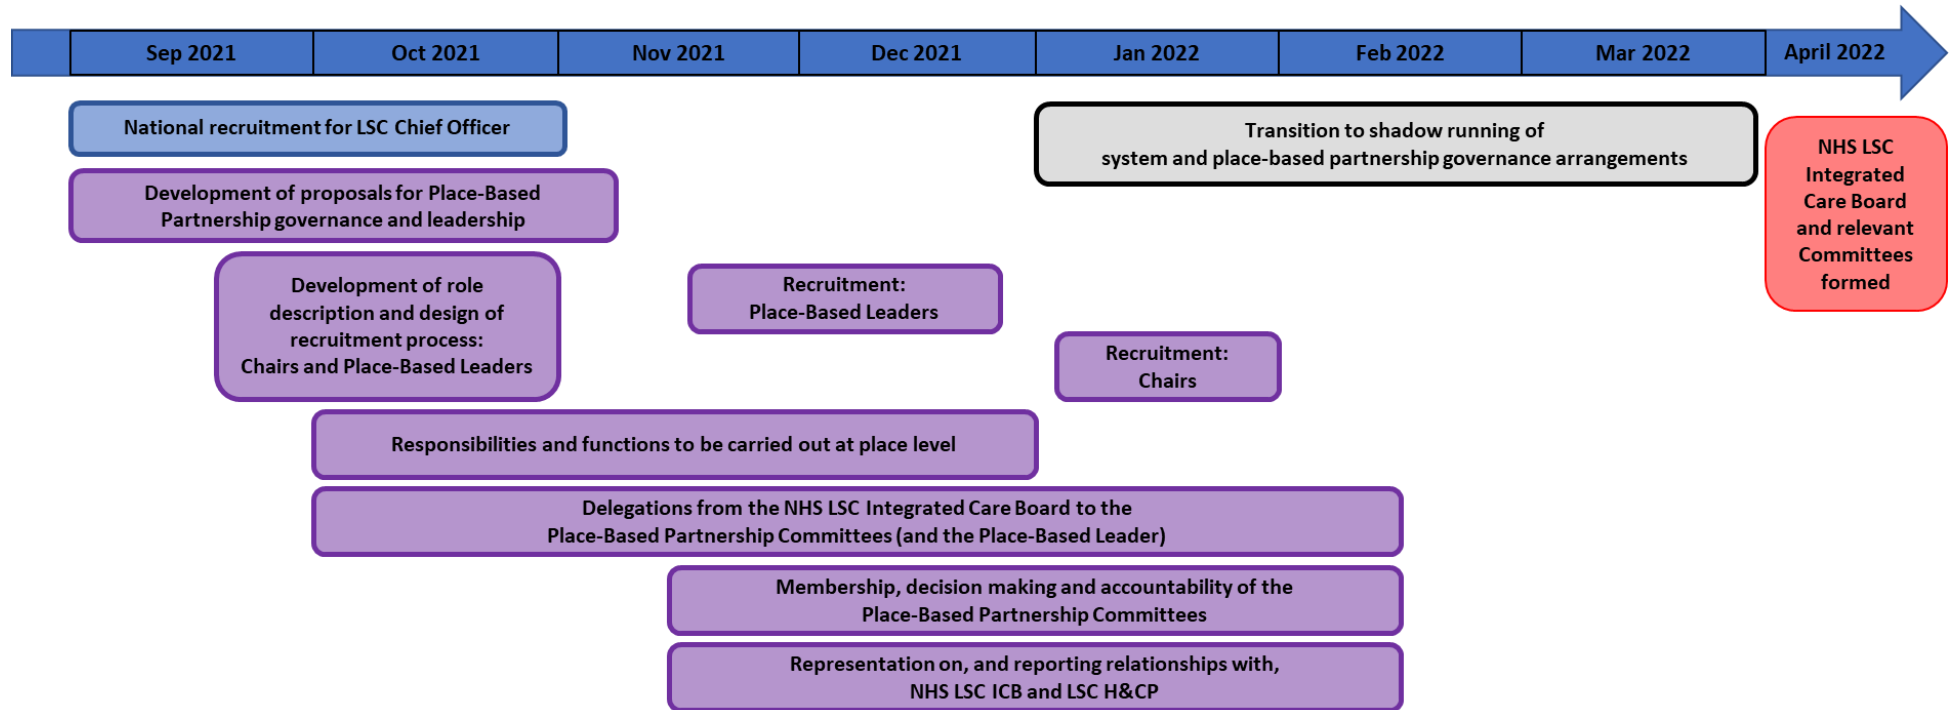 Sep 2021
Oct 2021
Nov 2021
Dec 2021
Jan 2022
Feb 2022
Mar 2022
April 2022
National recruitment for LSC Chief Officer
Transition to shadow running of
system and place-based partnership governance arrangements
NHS LSC
Integrated
Care Board
and relevant
Committees
formed
Development of proposals for Place-Based
Partnership governance and leadership
Development of role
description and design of
recruitment process:
Chairs and Place-Based Leaders
Recruitment:
Place-Based Leaders
Recruitment:
Chairs
Responsibilities and functions to be carried out at place level
Delegations from the NHS LSC Integrated Care Board to the
Place-Based Partnership Committees (and the Place-Based Leader)
Membership, decision making and accountability of the
Place-Based Partnership Committees
Representation on, and reporting relationships with,
NHS LSC ICB and LSC H&CP